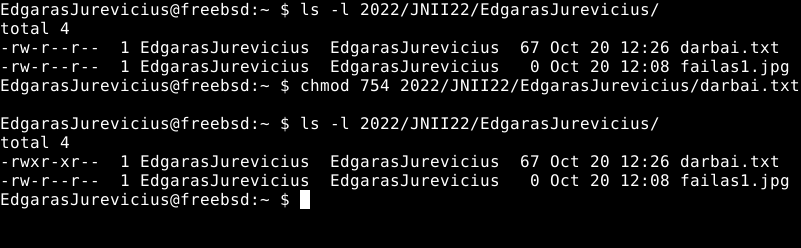 EdgarasJurevicius@freebsd:~ $ ls -l 2022/JNII22/EdgarasJurevicius/
total 4
-rw-r--r--  1 EdgarasJurevicius  EdgarasJurevicius  67 Oct 20 12:26 darbai.txt
-rw-r--r--  1 EdgarasJurevicius  EdgarasJurevicius   0 Oct 20 12:08 failas1.jpg
EdgarasJurevicius@freebsd:~ $ chmod 754 2022/JNII22/EdgarasJurevicius/darbai.txt
EdgarasJurevicius@freebsd:~ $ ls -l 2022/JNII22/EdgarasJurevicius/
total 4
-rwxr-xr--  1 EdgarasJurevicius  EdgarasJurevicius  67 Oct 20 12:26 darbai.txt
-rw-r--r--  1 EdgarasJurevicius  EdgarasJurevicius   0 Oct 20 12:08 failas1.jpg
EdgarasJurevicius@freebsd:~ $